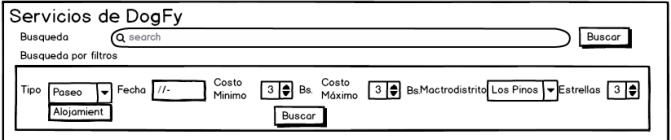 Servicios de DogFy
Busqueda search Buscar
Busqueda por filtros
Tipo Paseo Fecha //- Costo Minimo 3 Bs. Costo Máximo 3 Bs. Mactrodistrito Los Pinos Estrellas 3
Alojamient
Buscar